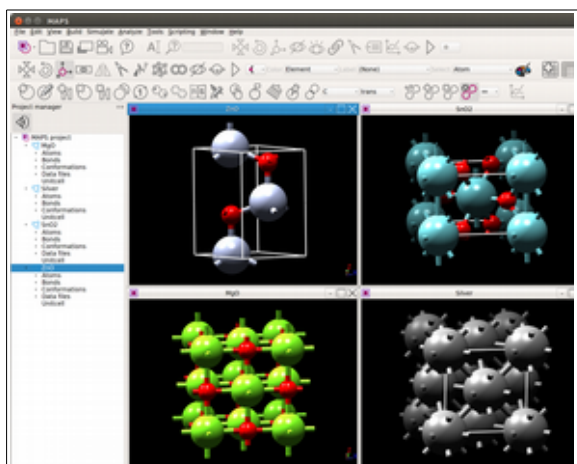 MAPS
File Edit View Build Simulate Analyze Tools Scripting Window Help
Element (None) Atom
C trans
Project manager
MAPS project
MgO
Atoms
Bonds
Conformations
Data files
Unitcell
Silver
Atoms
Bonds
Conformations
Data files
Unitcell
SnO2
Atoms
Bonds
Conformations
Data files
Unitcell
ZnO
Atoms
Bonds
Conformations
Data files
Unitcell
ZnO
SnO2
MgO
Silver